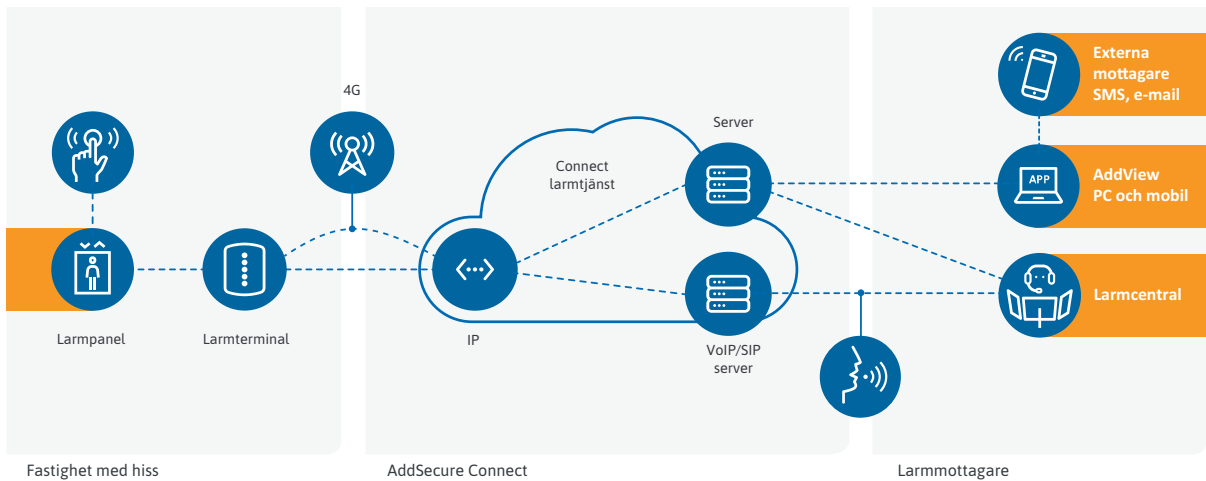 4G
Server
Connect
larmtjänst
Externa
mottagare
SMS, e-mail
APP
AddView
PC och mobil
Larmcentral
Larmpanel
Larmterminal
IP
VoIP/SIP
server
Fastighet med hiss
AddSecure Connect
Larmmottagare